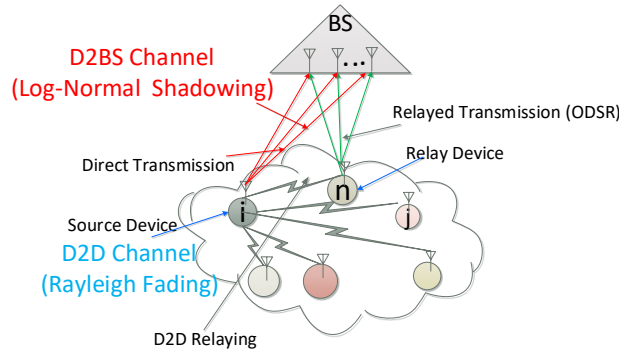 BS
D2BS Channel
(Log-Normal Shadowing)
...
Relayed Transmission (ODSR)
Direct Transmission
Relay Device
n
i
j
Source Device
D2D Channel
(Rayleigh Fading)
D2D Relaying